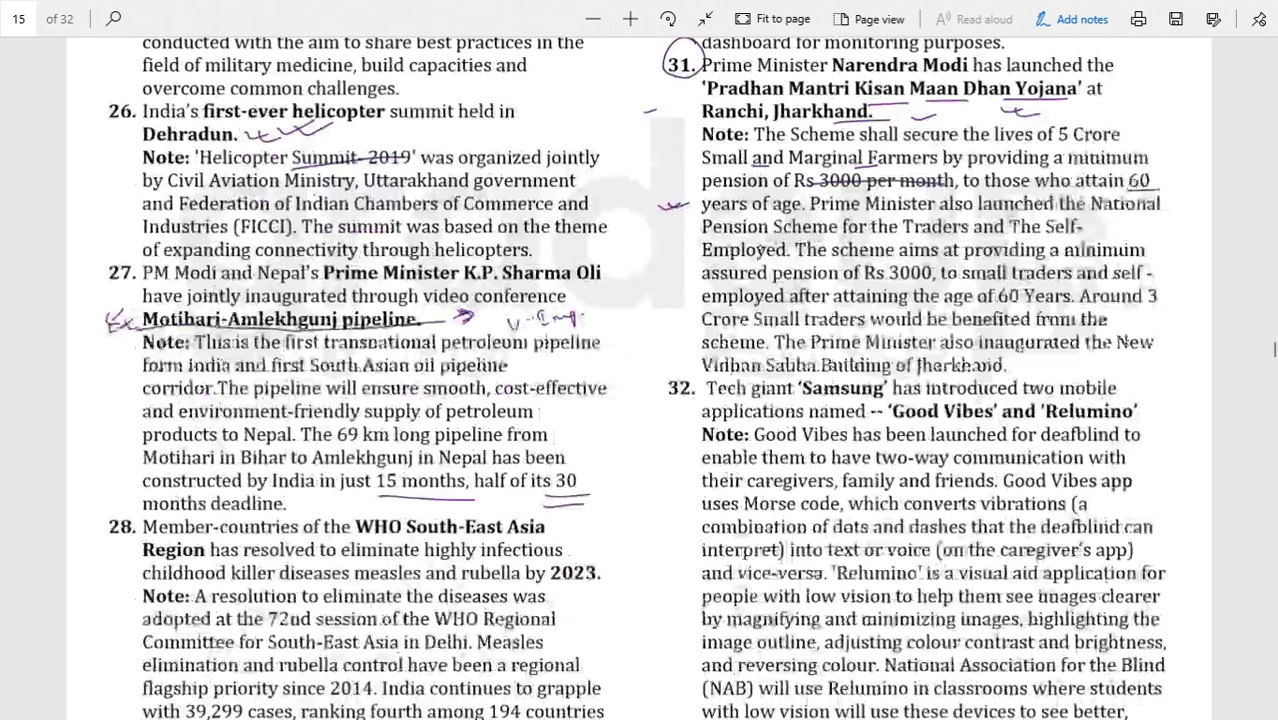 15 of 32
Fit to page
Page view
Read aloud
Add notes
conducted with the aim to share best practices in the
field of military medicine, build capacities and
overcome common challenges.
26. India's first-ever helicopter summit held in
Dehradun.
Note: 'Helicopter Summit- 2019' was organized jointly
by Civil Aviation Ministry, Uttarakhand government
and Federation of Indian Chambers of Commerce and
Industries (FICCI). The summit was based on the theme
of expanding connectivity through helicopters.
27. PM Modi and Nepal's Prime Minister K.P. Sharma Oli
have jointly inaugurated through video conference
Ex Motihari-Amlekhgunj pipeline.
V. Imp.
Note: This is the first transnational petroleum pipeline
form India and first South Asian oil pipeline
corridor.The pipeline will ensure smooth, cost-effective
and environment-friendly supply of petroleum
products to Nepal. The 69 km long pipeline from
Motihari in Bihar to Amlekhgunj in Nepal has been
constructed by India in just 15 months, half of its 30
months deadline.
28. Member-countries of the WHO South-East Asia
Region has resolved to eliminate highly infectious
childhood killer diseases measles and rubella by 2023.
Note: A resolution to eliminate the diseases was
adopted at the 72nd session of the WHO Regional
Committee for South-East Asia in Delhi. Measles
elimination and rubella control have been a regional
flagship priority since 2014. India continues to grapple
with 39,299 cases, ranking fourth among 194 countries
dashboard for monitoring purposes.
31. Prime Minister Narendra Modi has launched the
'Pradhan Mantri Kisan Maan Dhan Yojana' at
Ranchi, Jharkhand.
Note: The Scheme shall secure the lives of 5 Crore
Small and Marginal Farmers by providing a minimum
pension of Rs 3000 per month, to those who attain 60
years of age. Prime Minister also launched the National
Pension Scheme for the Traders and The Self-
Employed. The scheme aims at providing a minimum
assured pension of Rs 3000, to small traders and self -
employed after attaining the age of 60 Years. Around 3
Crore Small traders would be benefited from the
scheme. The Prime Minister also inaugurated the New
Vidhan Sabha Building of Jharkhand.
32. Tech giant 'Samsung' has introduced two mobile
applications named -- 'Good Vibes' and 'Relumino'
Note: Good Vibes has been launched for deafblind to
enable them to have two-way communication with
their caregivers, family and friends. Good Vibes app
uses Morse code, which converts vibrations (a
combination of dots and dashes that the deafblind can
interpret) into text or voice (on the caregiver's app)
and vice-versa. 'Relumino' is a visual aid application for
people with low vision to help them see images clearer
by magnifying and minimizing images, highlighting the
image outline, adjusting colour contrast and brightness,
and reversing colour. National Association for the Blind
(NAB) will use Relumino in classrooms where students
with low vision will use these devices to see better,